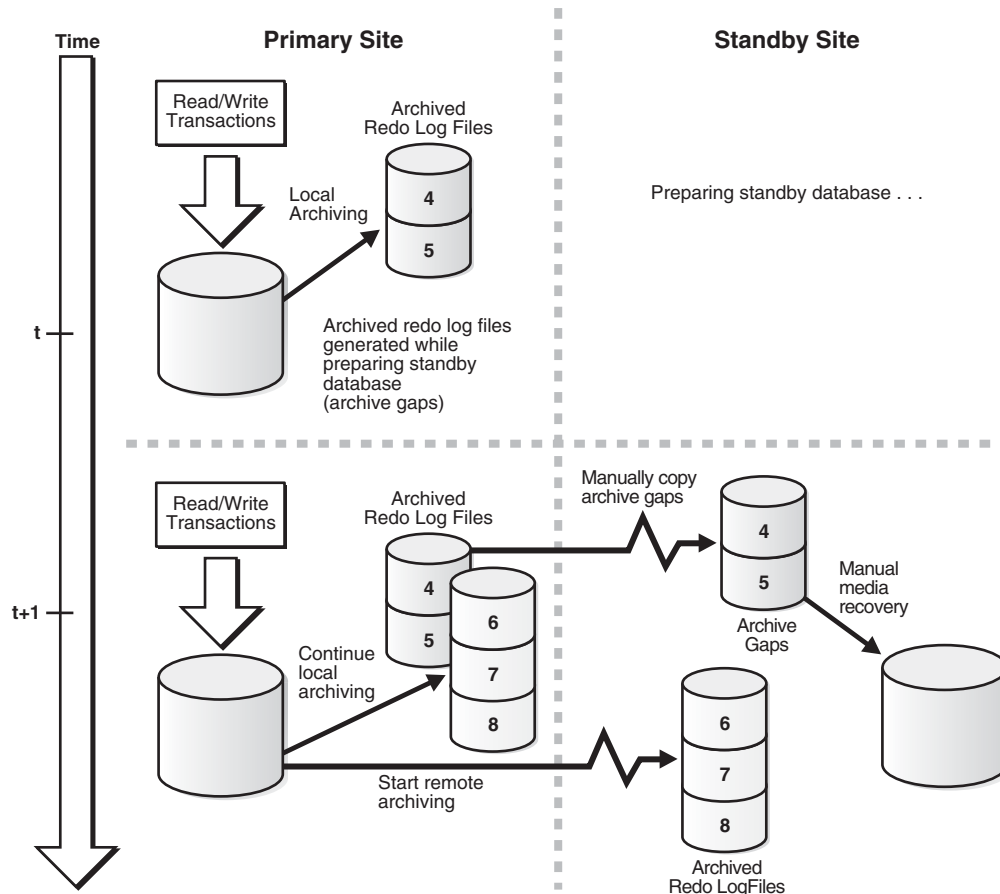 Time
Primary Site
Standby Site
Read/Write
Transactions
Archived
Redo Log Files
Local
Archiving
4
5
Preparing standby database . . .
t
Archived redo log files
generated while
preparing standby
database
(archive gaps)
Read/Write
Transactions
Archived
Redo Log Files
Manually copy
archive gaps
4
5
6
7
8
4
5
Archive
Gaps
Manual
media
recovery
t+1
Continue
local
archiving
Start remote
archiving
6
7
8
Archived
Redo LogFiles